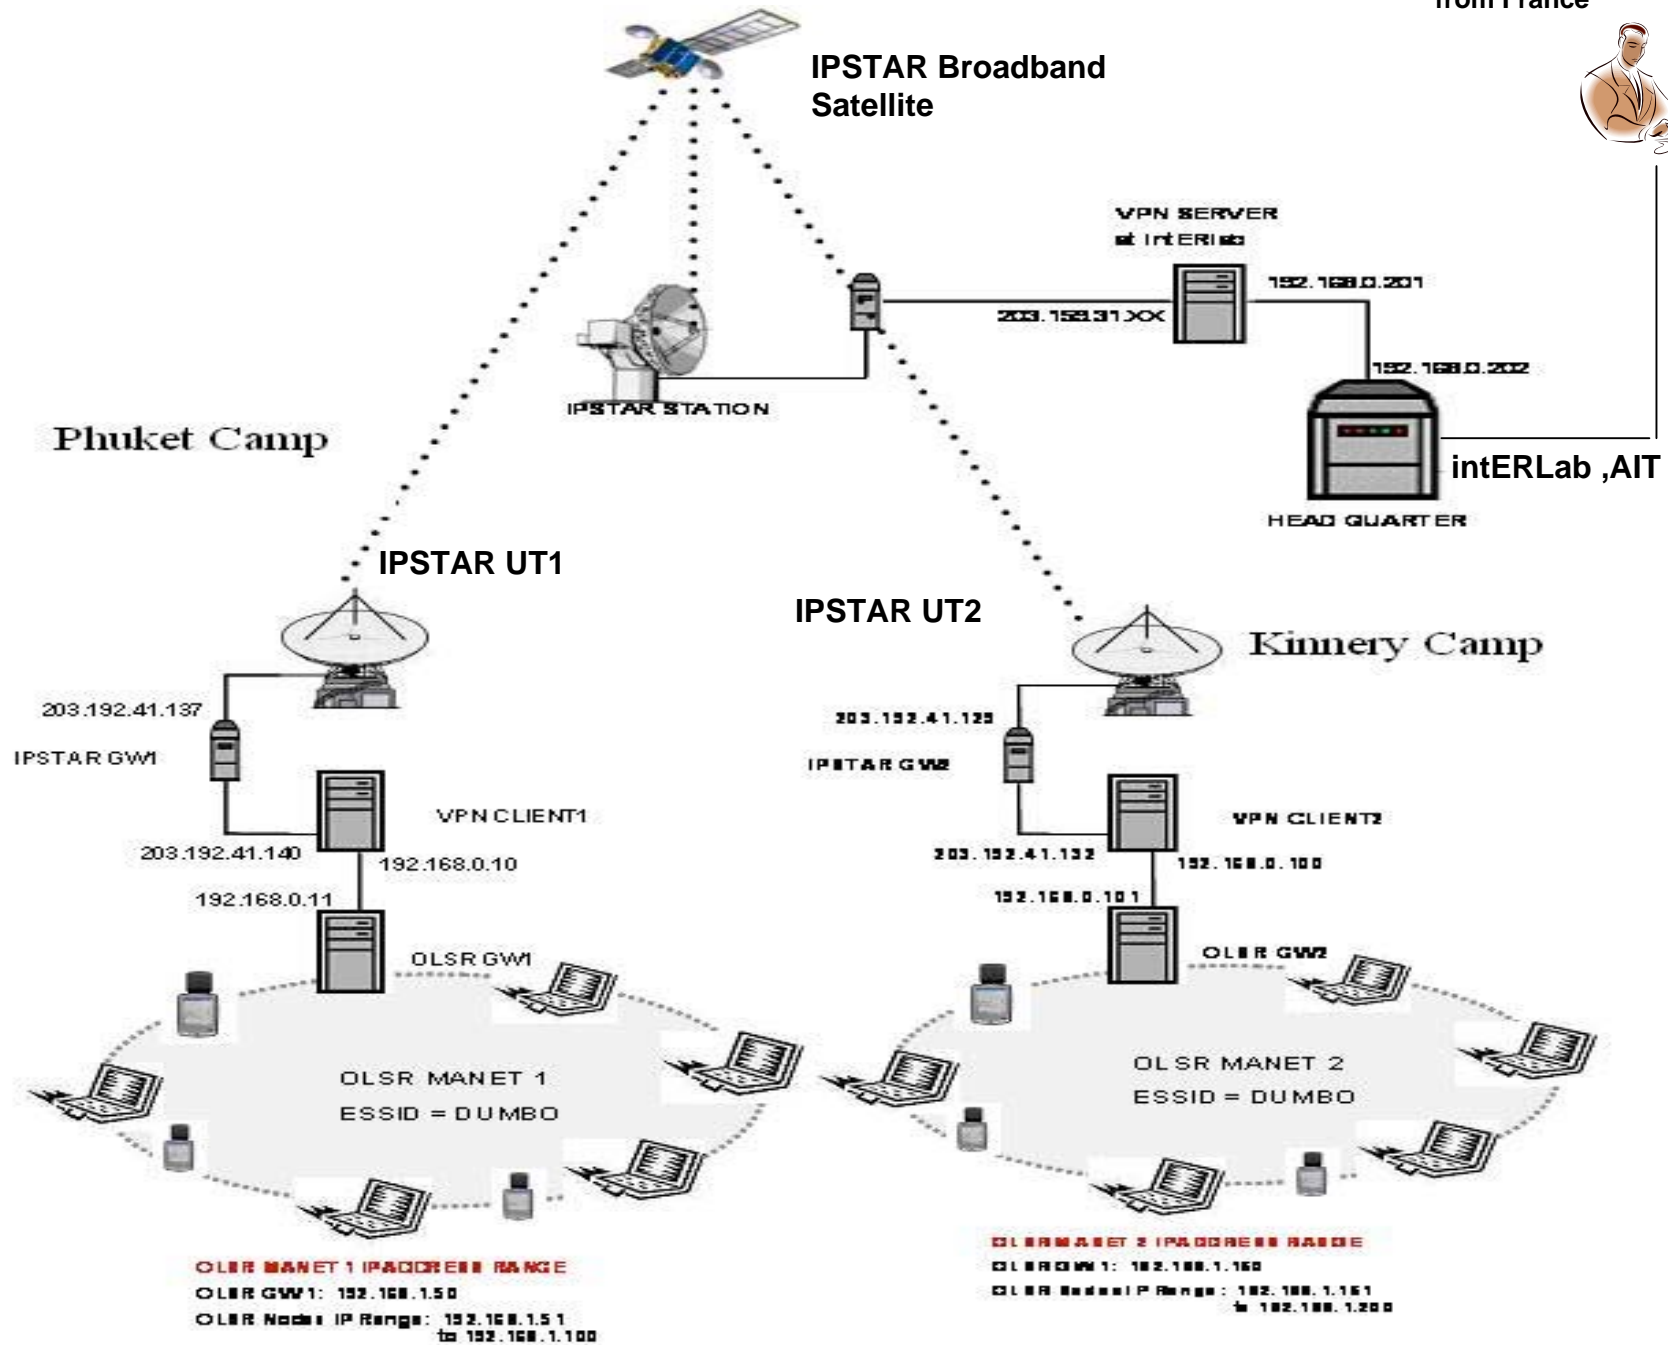 from France
IPSTAR Broadband
Satellite
VPN SERVER
at intERlab
192.168.0.201
203.159.31.XX
192.168.0.202
IPSTAR STATION
Phuket Camp
intERLab ,AIT
HEAD QUARTER
IPSTAR UT1
IPSTAR UT2
Kinnery Camp
203.192.41.137
IPSTAR GW1
VPN CLIENT1
203.192.41.140
192.168.0.10
192.168.0.11
OLSR GW1
203.192.41.129
IPSTAR GW2
VPN CLIENT2
203.192.41.132
192.168.0.100
192.168.0.101
OLSR GW2
OLSR MANET 1
ESSID = DUMBO
OLSR MANET 2
ESSID = DUMBO
OLSR MANET 1 IPADDRESS RANGE
OLSR GW1: 192.168.1.50
OLSR Nodes IP Range: 192.168.1.51
to 192.168.1.100
OLSR MANET 2 IPADDRESS RANGE
OLSR GW1: 192.168.1.150
OLSR Nodes IP Range: 192.168.1.151
to 192.168.1.200